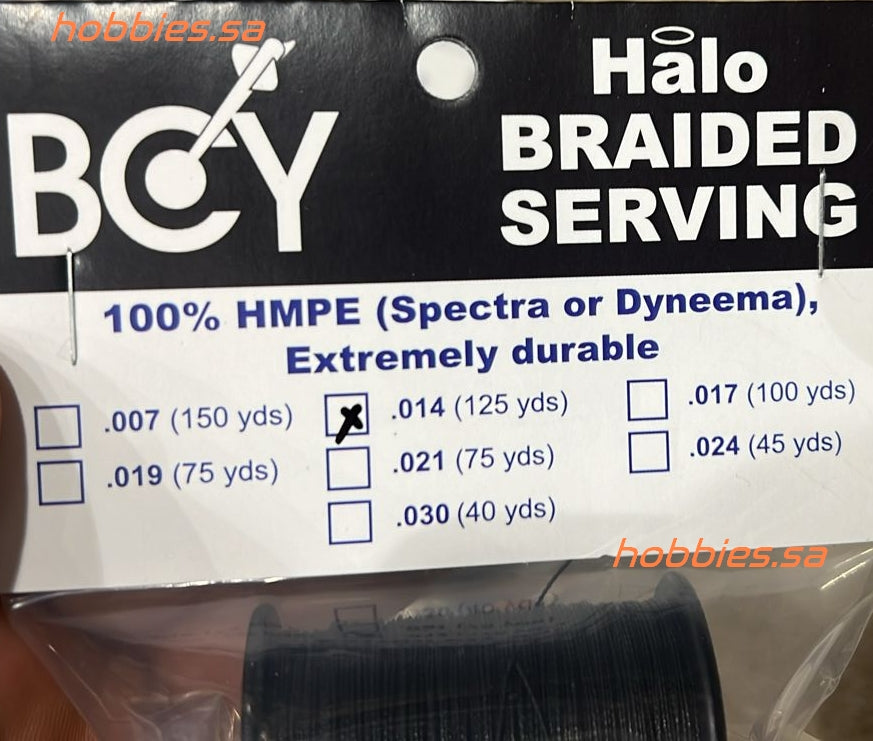 hobbies.sa
BCY
Halo
BRAIDED
SERVING
100% HMPE (Spectra or Dyneema),
Extremely durable
.007 (150 yds)
.014 (125 yds)
.017 (100 yds)
.019 (75 yds)
.021 (75 yds)
.024 (45 yds)
.030 (40 yds)
hobbies.sa